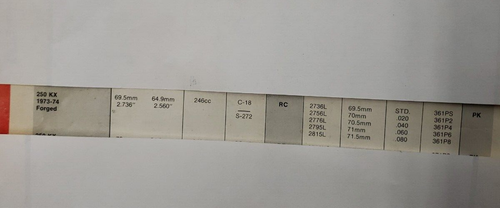 250 KX
1973-74
Forged
69.5mm 64.9mm
2.736" 2.560"
246cc
C-18
S-272
RC
2736L 69.5mm STD. 361PS
2756L 70mm .020 361P2
2776L 70.5mm .040 361P4
2795L 71mm .060 361P6
2815L 71.5mm .080 361P8
PK